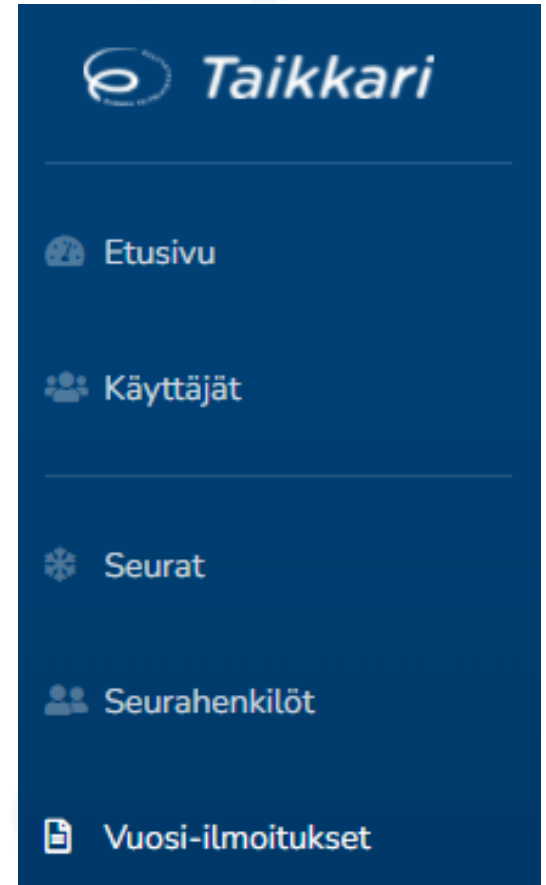 Taikkari
Etusivu
Käyttäjät
Seurat
Seurahenkilöt
Vuosi-ilmoitukset